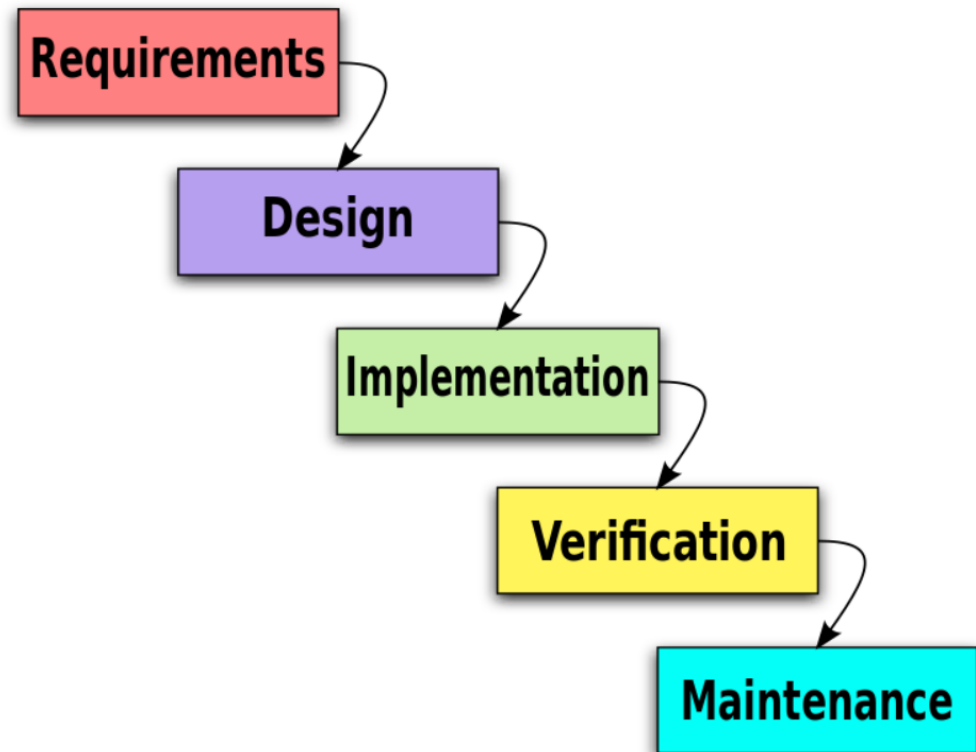 Requirements
Design
Implementation
Verification
Maintenance